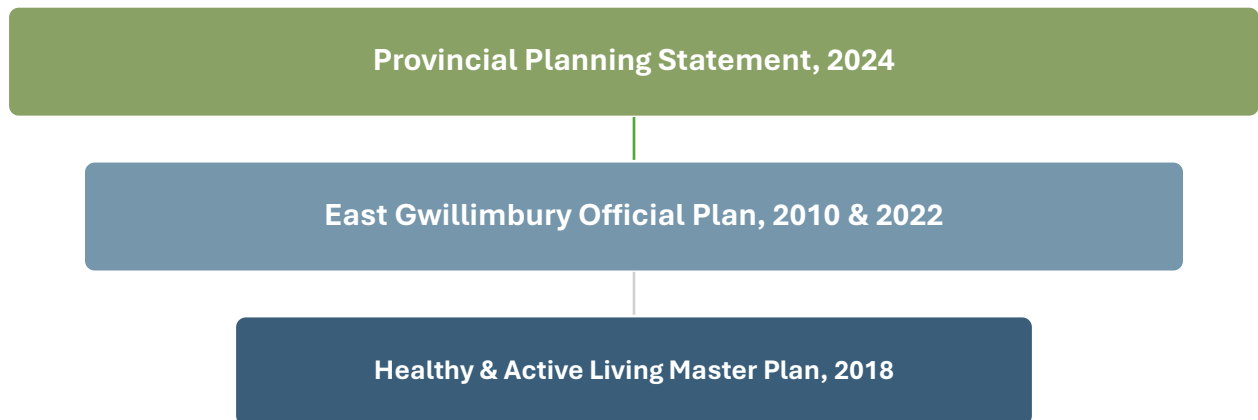 Provincial Planning Statement, 2024
East Gwillimbury Official Plan, 2010 & 2022
Healthy & Active Living Master Plan, 2018